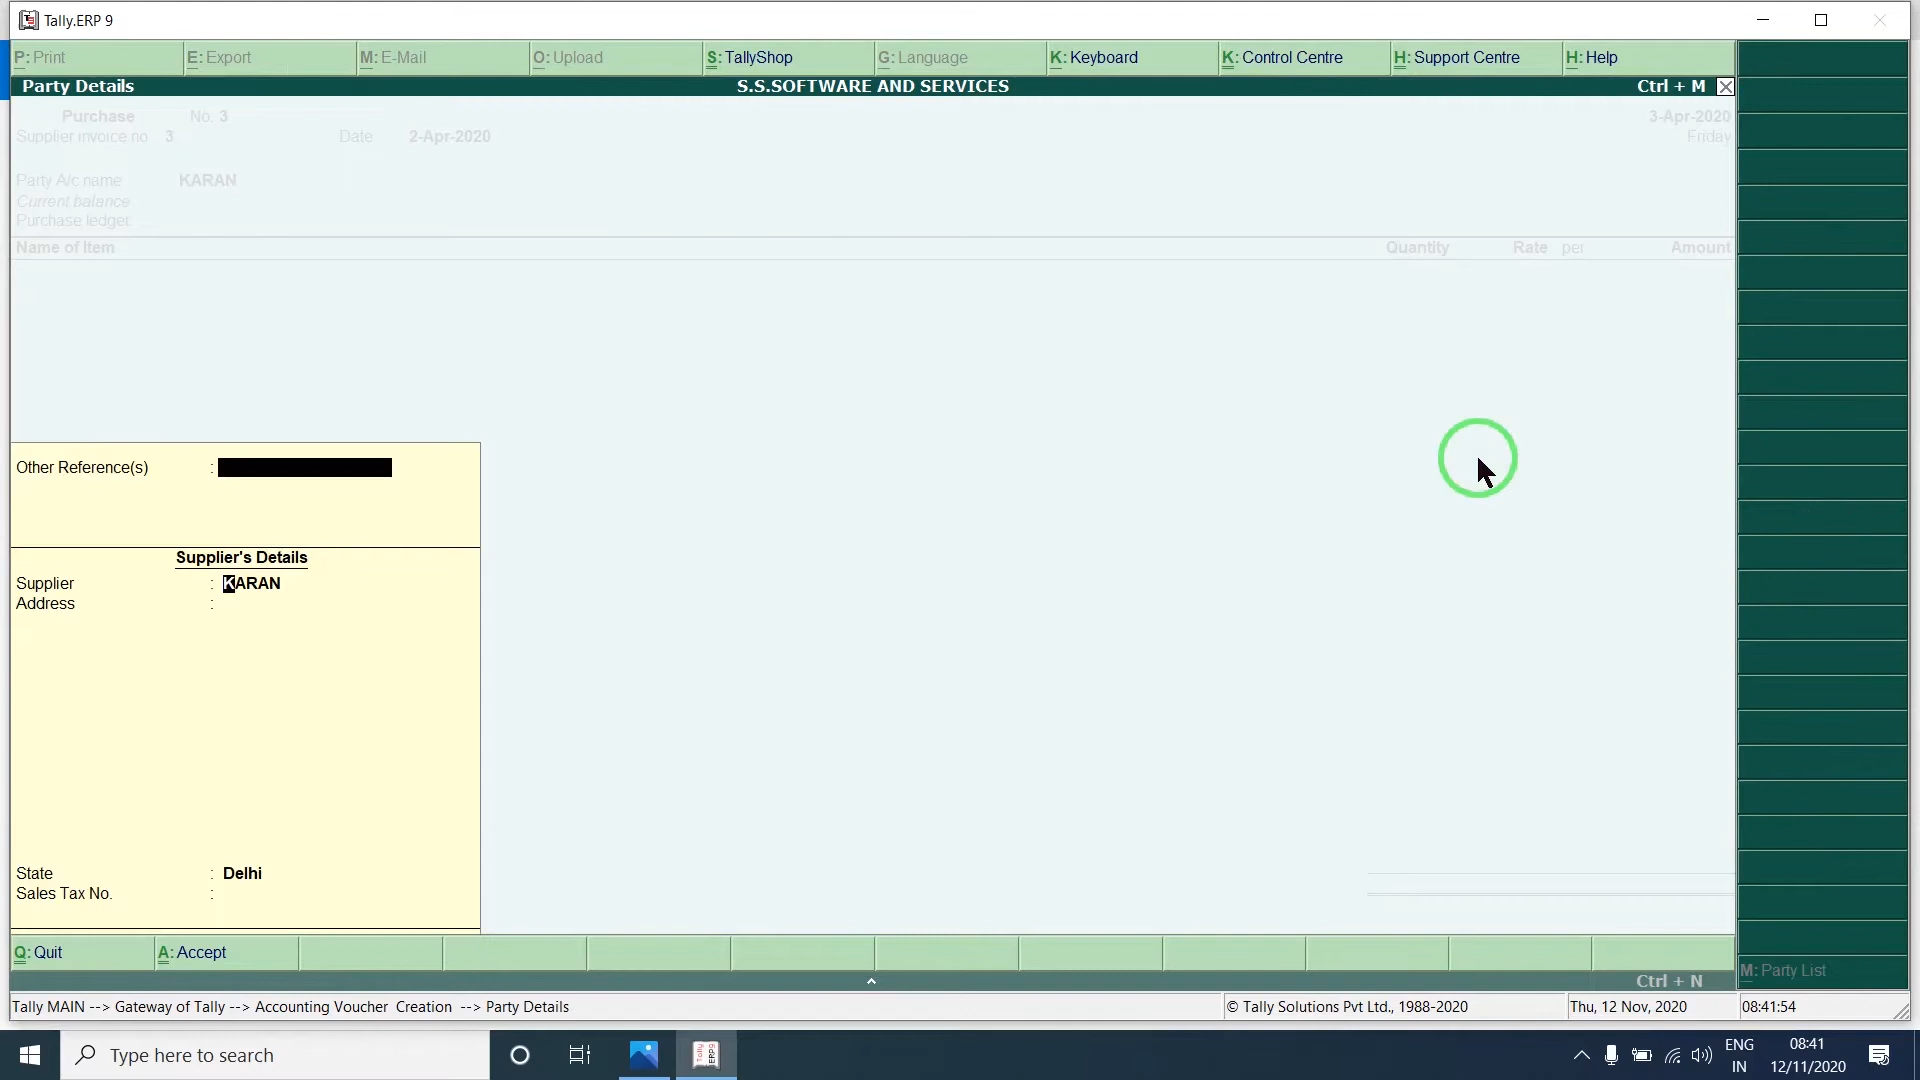 Tally.ERP 9
P: Print E: Export M: E-Mail O: Upload S: TallyShop G: Language K: Keyboard K: Control Centre H: Support Centre H: Help
Party Details S.S.SOFTWARE AND SERVICES Ctrl + M
Purchase No. 3 3-Apr-2020
Supplier invoice no 3 Date 2-Apr-2020 Friday
Party A/c name KARAN
Current balance
Purchase ledger
Name of Item Quantity Rate per Amount
Other Reference(s) :
Supplier's Details
Supplier : KARAN
Address :
State : Delhi
Sales Tax No. :
Q: Quit A: Accept
M: Party List
Ctrl + N
Tally MAIN --> Gateway of Tally --> Accounting Voucher Creation --> Party Details © Tally Solutions Pvt Ltd., 1988-2020 Thu, 12 Nov, 2020 08:41:54
Type here to search
Tally ERP9
ENG
IN
08:41
12/11/2020